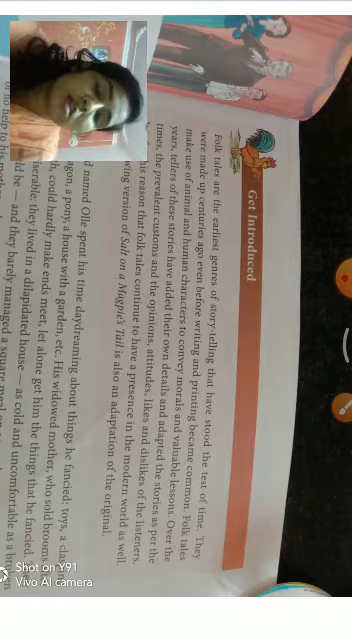 Get Introduced
Folk tales are the earliest genres of story-telling that have stood the test of time. They
were made up centuries ago even before writing and printing became common. Folk tales
make use of animal and human characters to convey morals and valuable lessons. Over the
years, tellers of these stories have added their own details and adapted the stories as per the
times, the prevalent customs and the opinions, attitudes, likes and dislikes of the listeners.
his reason that folk tales continue to have a presence in the modern world as well.
wing version of Salt on a Magpie's Tail is also an adaptation of the original.
d named Olle spent his time daydreaming about things he fancied: toys, a clasp
agon, a pony, a house with a garden, etc. His widowed mother, who sold brooms
th, could hardly make ends meet, let alone get him the things that he fancied.
serable: they lived in a dilapidated house — as cold and uncomfortable as a
ld be — and they barely managed a square meal
of no help to his mother
Shot on Y91
Vivo AI camera